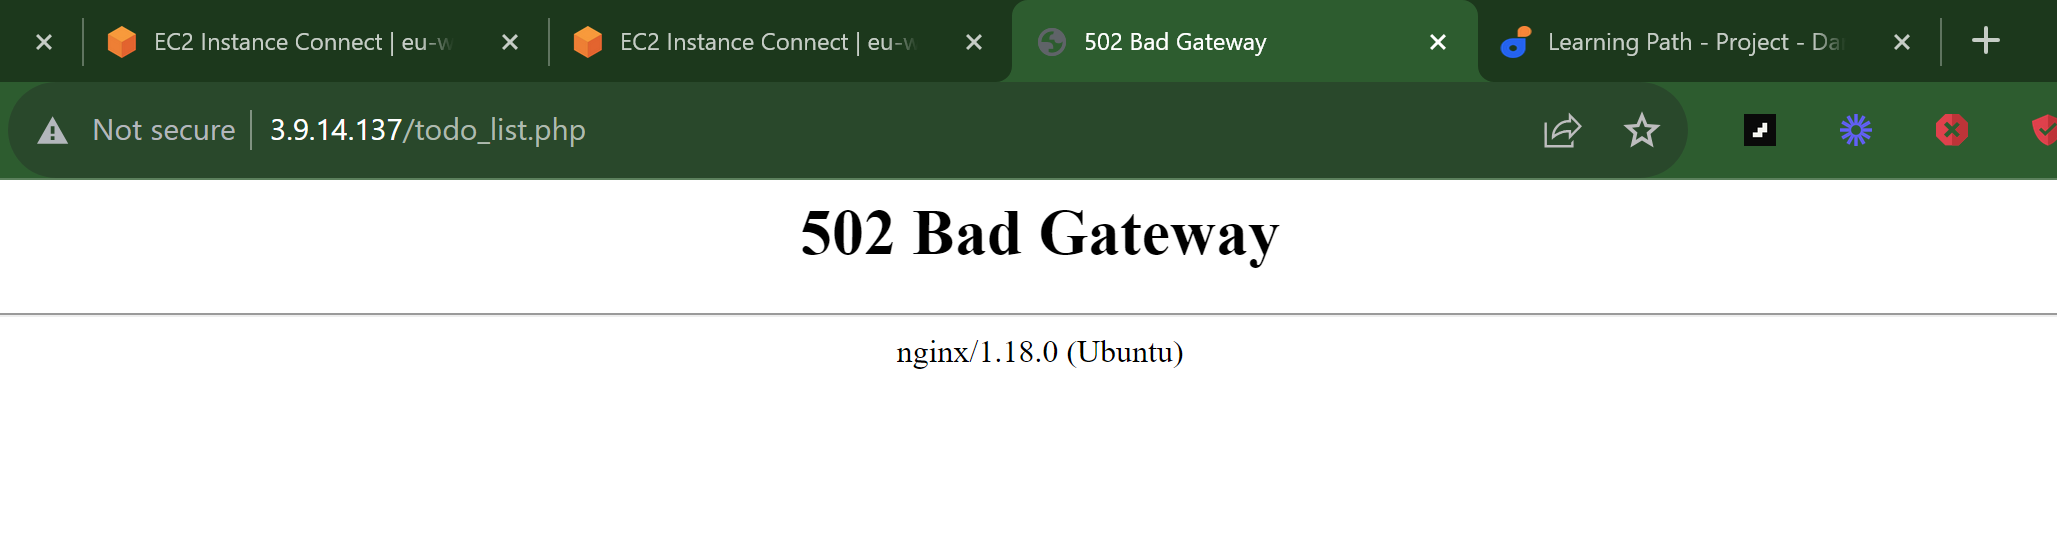 EC2 Instance Connect | eu-w
EC2 Instance Connect | eu-w
502 Bad Gateway
Learning Path - Project - Da
Not secure
3.9.14.137/todo_list.php
502 Bad Gateway
nginx/1.18.0 (Ubuntu)